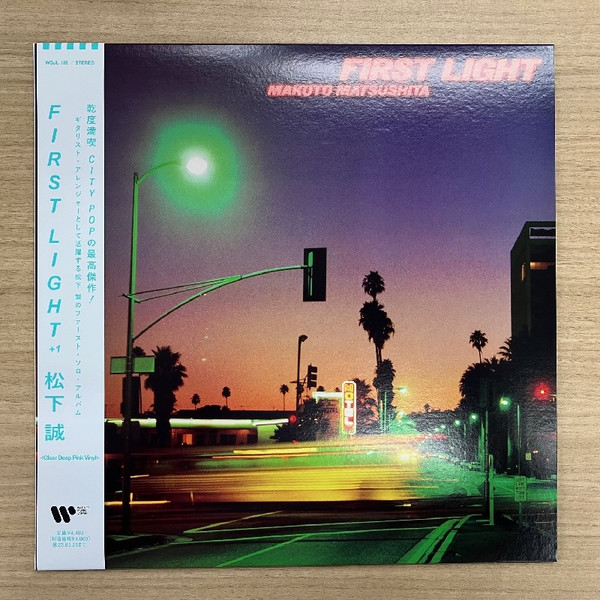 WQJL-188 STEREO
FIRST LIGHT +1 松下 誠
乾度満喫 CITY POPの最高傑作!
ギタリスト・アレンジャーとして活躍する松下 誠のファースト・ソロ・アルバム
<Clear Deep Pink Vinyl>
FIRST LIGHT
MAKOTO MATSUSHITA
MOTEL